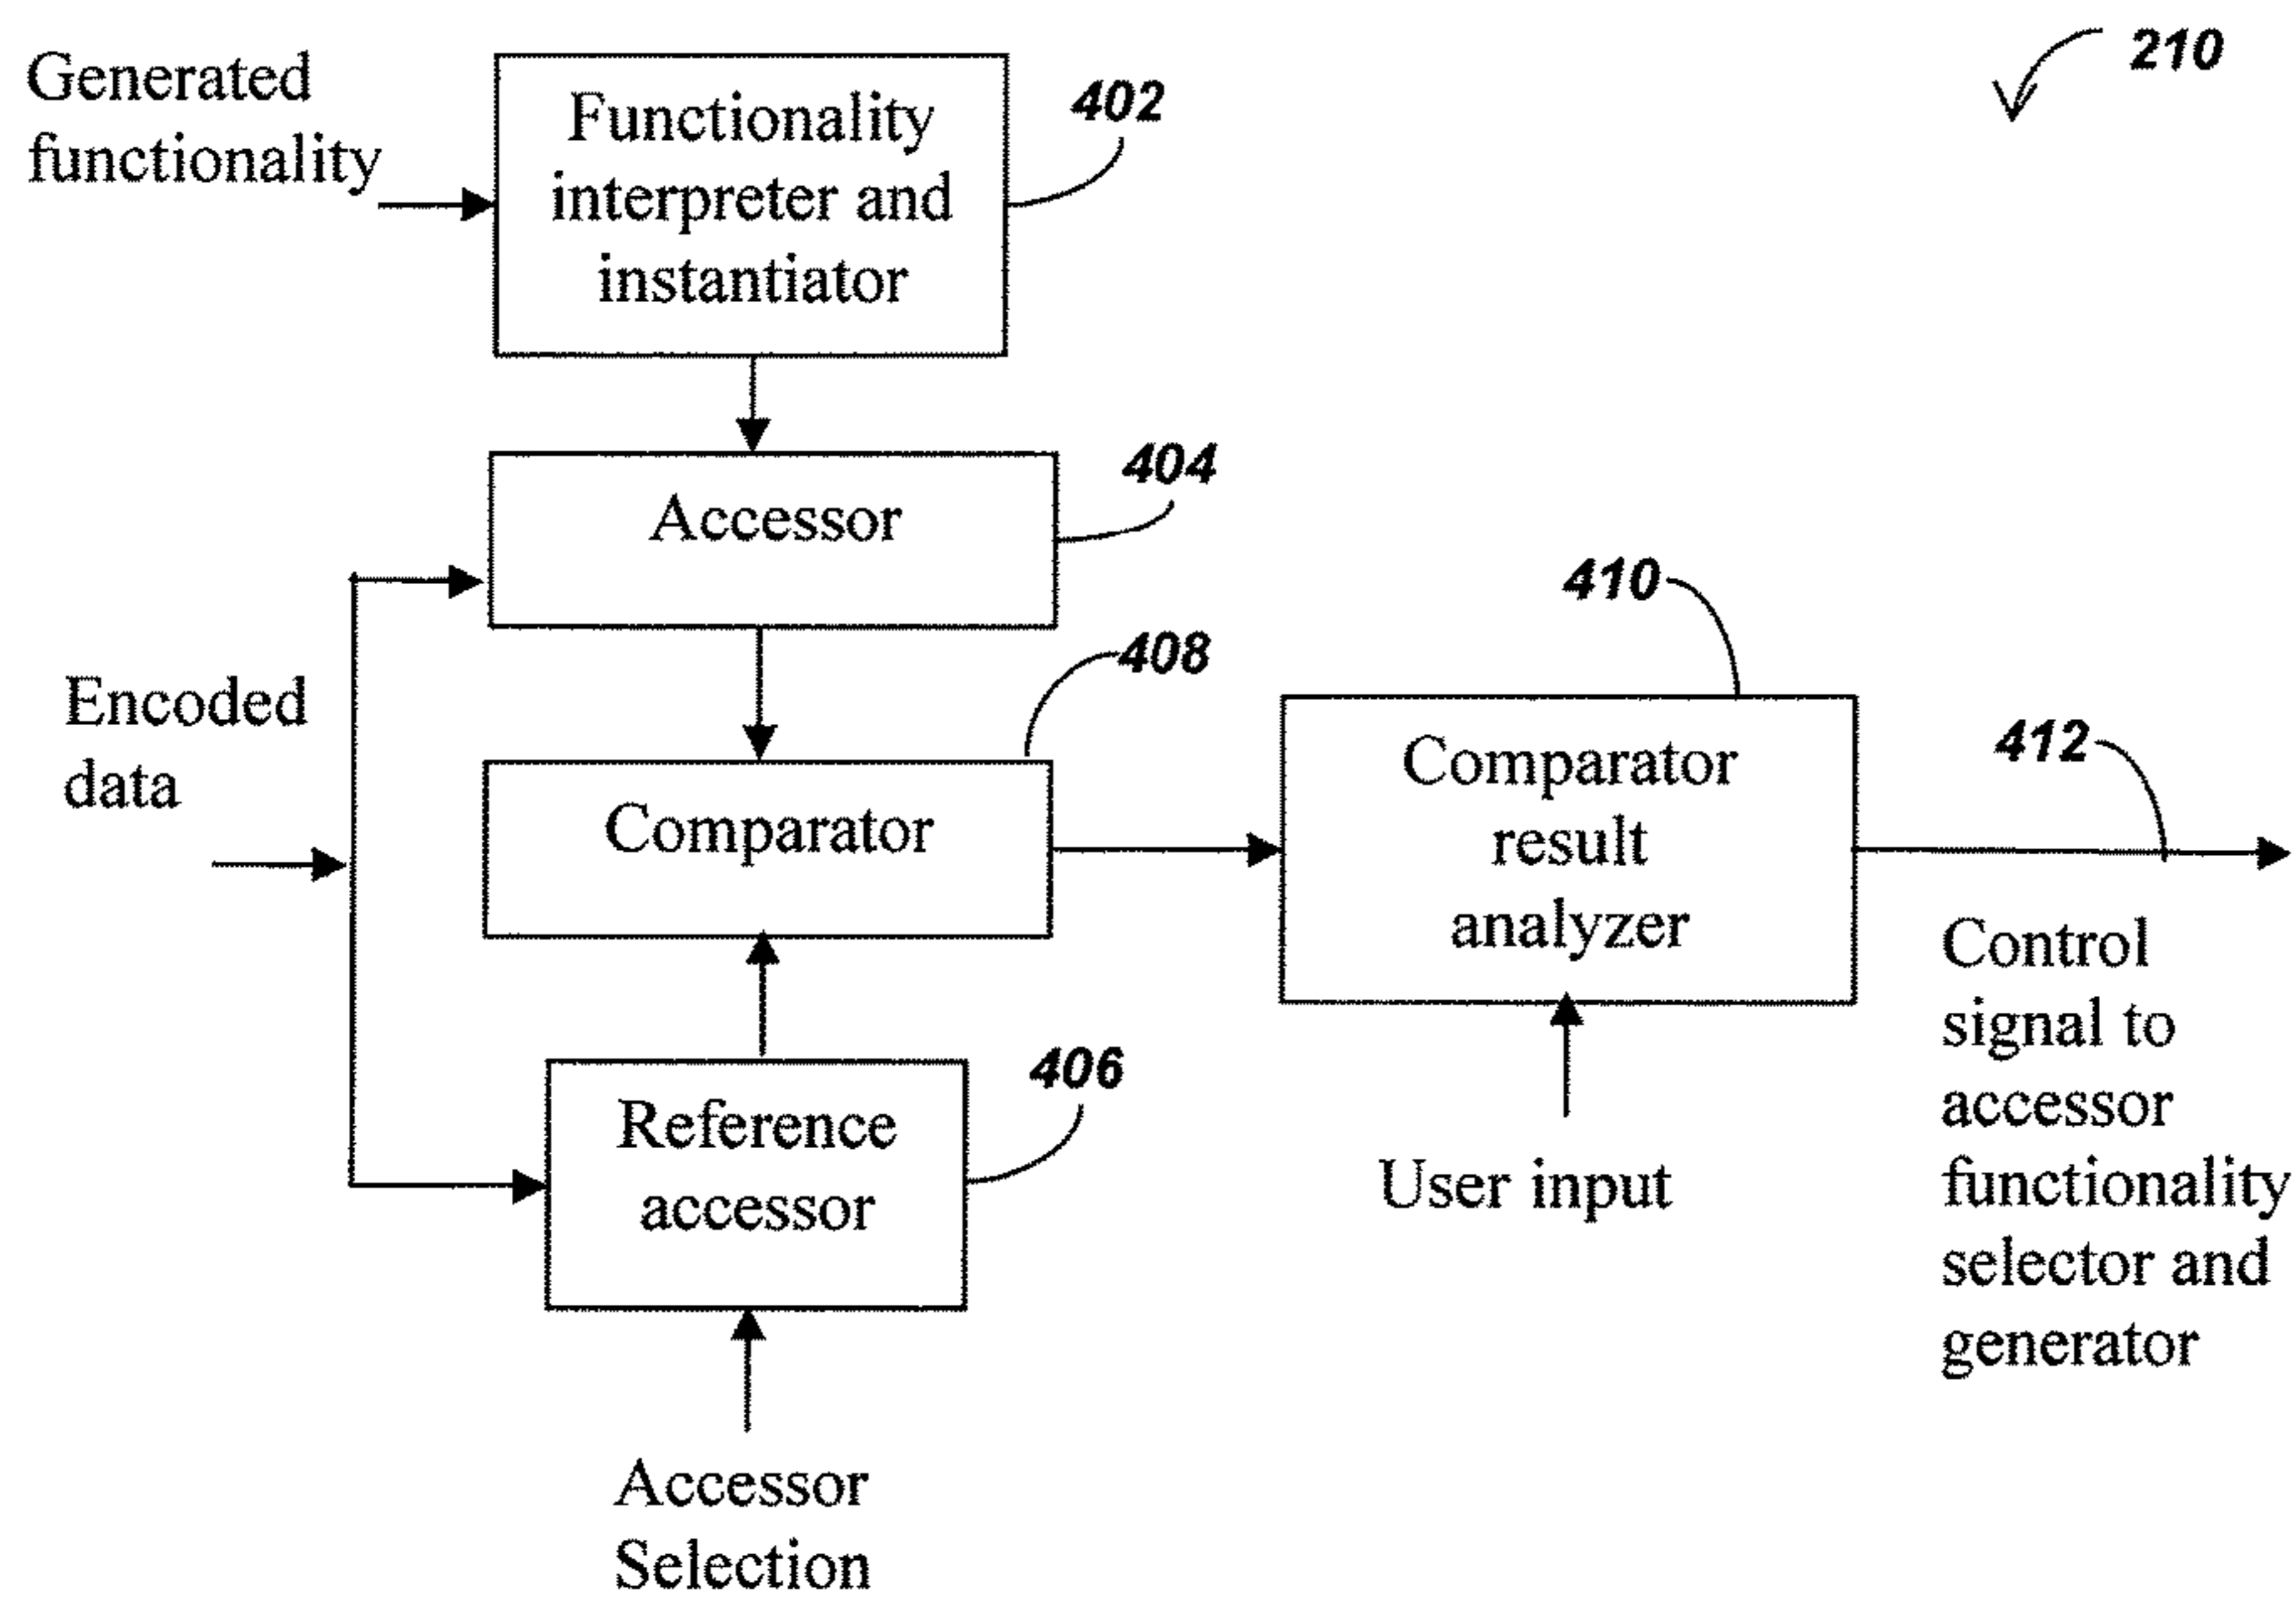 Generated
functionality
Functionality
interpreter and
instantiator
402
210
Accessor
404
Encoded
data
408
Comparator
410
Comparator
result
analyzer
412
Control
signal to
accessor
functionality
selector and
generator
Reference
accessor
406
User input
Accessor
Selection